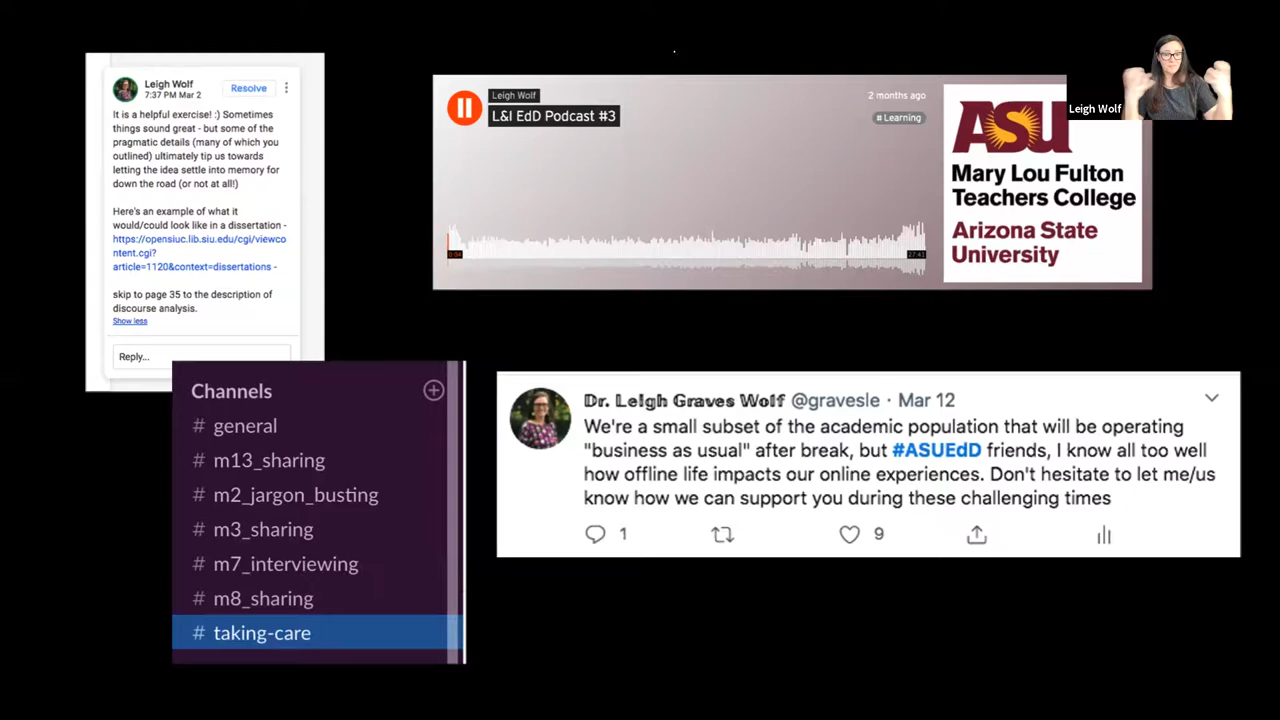 Leigh Wolf
7:37 PM Mar 2
Resolve
It is a helpful exercise! :) Sometimes
things sound great - but some of the
pragmatic details (many of which you
outlined) ultimately tip us towards
letting the idea settle into memory for
down the road (or not at all!)
Here's an example of what it
would/could look like in a dissertation -
https://opensiuc.lib.siu.edu/cgi/viewco
ntent.cgi?
article=1120&context=dissertations -
skip to page 35 to the description of
discourse analysis.
Show less
Reply...
Leigh Wolf
L&I EdD Podcast #3
2 months ago
# Learning
0:04
27:41
ASU
Mary Lou Fulton
Teachers College
Arizona State
University
Leigh Wolf
Channels
# general
# m13_sharing
# m2_jargon_busting
# m3_sharing
# m7_interviewing
# m8_sharing
# taking-care
Dr. Leigh Graves Wolf @gravesle · Mar 12
We're a small subset of the academic population that will be operating
"business as usual" after break, but #ASUEdD friends, I know all too well
how offline life impacts our online experiences. Don't hesitate to let me/us
know how we can support you during these challenging times
1
9